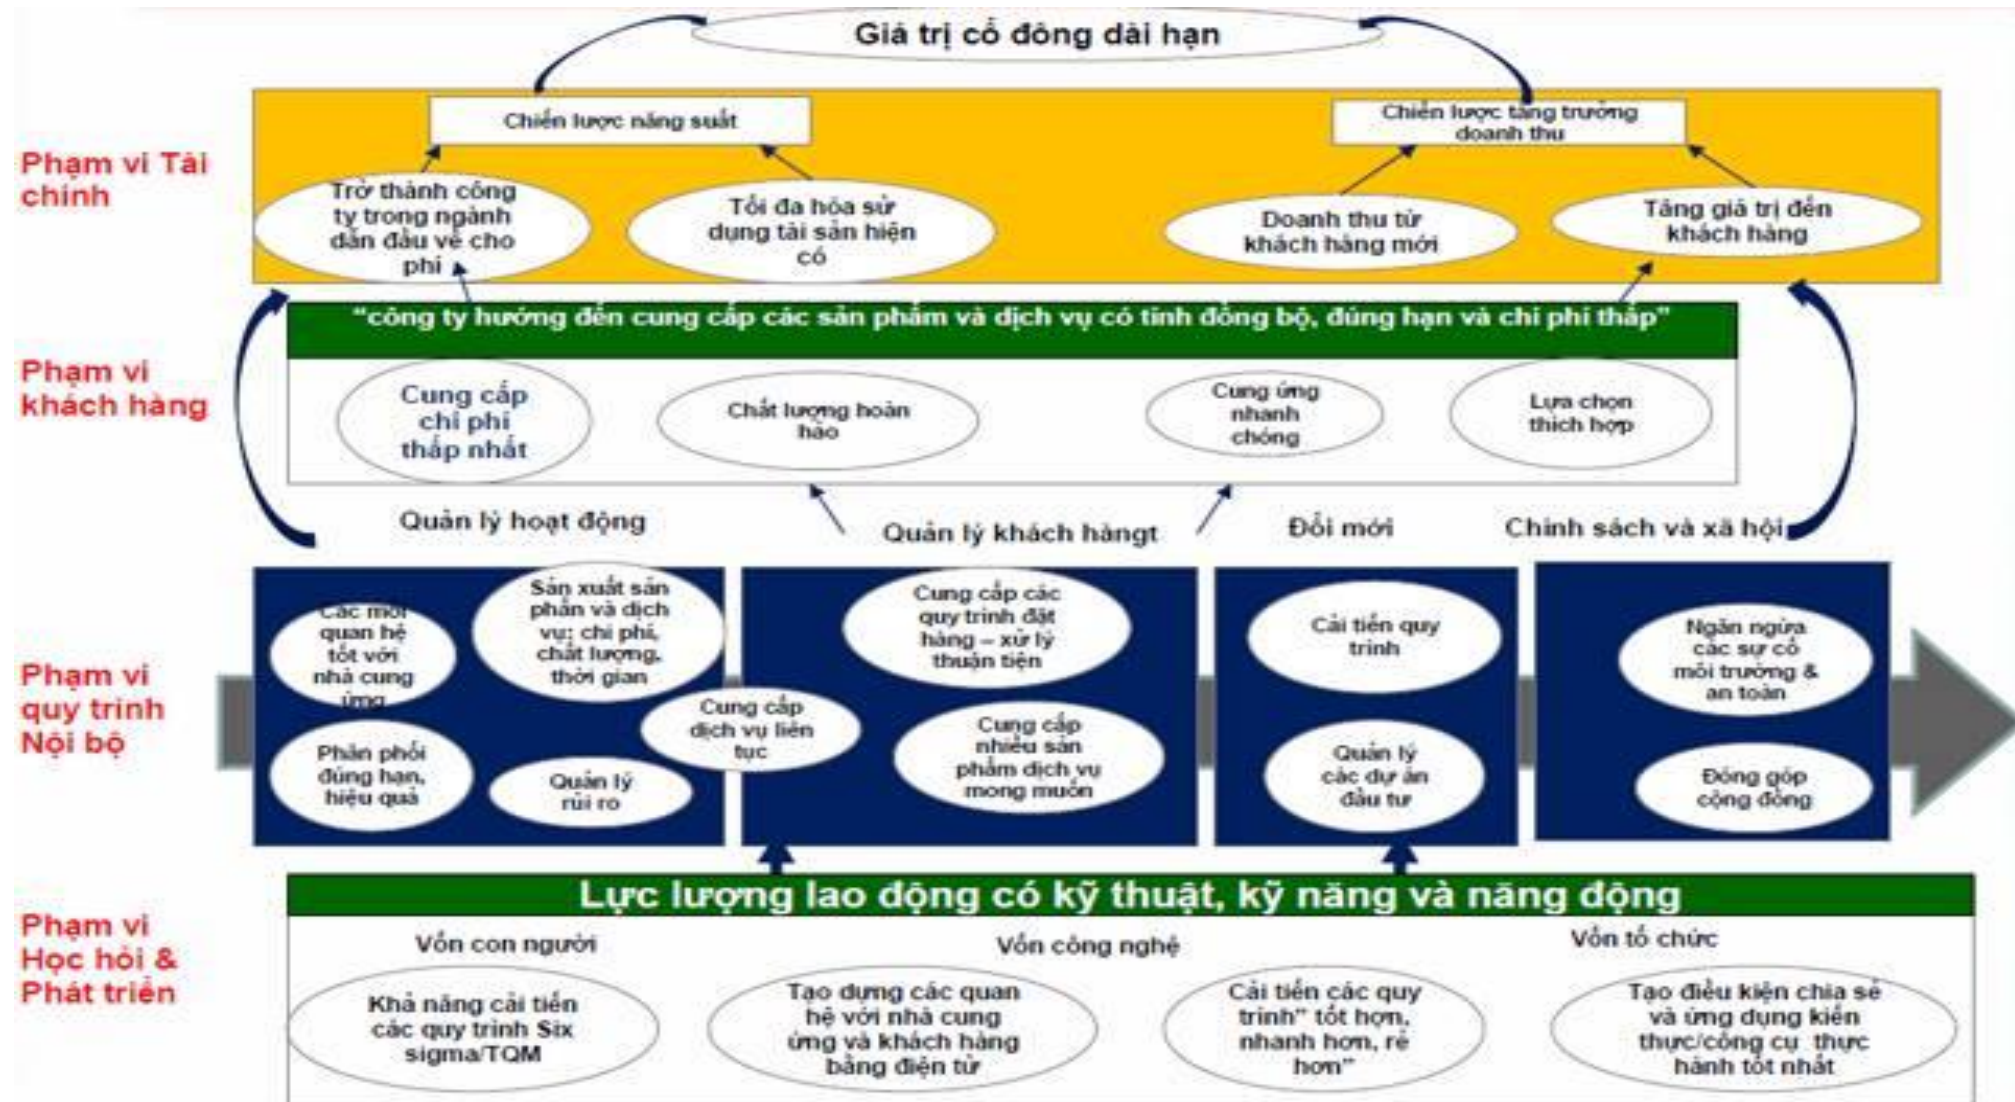 Giá trị cổ đông dài hạn
Phạm vi Tài
chính
Chiến lược năng suất
Chiến lược tăng trưởng
doanh thu
Trở thành công
ty trong ngành
dẫn đầu về cho
phí
Tối đa hóa sử
dụng tài sản hiện
có
Doanh thu từ
khách hàng mới
Tăng giá trị đến
khách hàng
"công ty hướng đến cung cấp các sản phẩm và dịch vụ có tính đồng bộ, đúng hạn và chi phí thấp"
Phạm vi
khách hàng
Cung cấp
chi phí
thấp nhất
Chất lượng hoàn
hảo
Cung ứng
nhanh
chóng
Lựa chọn
thích hợp
Quản lý hoạt động
Quản lý khách hàngt
Đổi mới
Chính sách và xã hội
Phạm vi
quy trình
Nội bộ
Các mối
quan hệ
tốt với
nhà cung
ứng
Sản xuất sản
phẩn và dịch
vụ: chi phí,
chất lượng,
thời gian
Phân phối
đúng hạn,
hiệu quả
Quản lý
rủi ro
Cung cấp
dịch vụ liên
tục
Cung cấp các
quy trình đặt
hàng – xử lý
thuận tiện
Cung cấp
nhiều sản
phẩm dịch vụ
mong muốn
Cải tiến quy
trình
Quản lý
các dự án
đầu tư
Ngăn ngừa
các sự cố
môi trường &
an toàn
Đóng góp
cộng đồng
Phạm vi
Học hỏi &
Phát triển
Lực lượng lao động có kỹ thuật, kỹ năng và năng động
Vốn con người
Vốn công nghệ
Vốn tổ chức
Khả năng cải tiến
các quy trình Six
sigma/TQM
Tạo dựng các quan
hệ với nhà cung
ứng và khách hàng
bằng điện tử
Cải tiến các quy
trình" tốt hơn,
nhanh hơn, rẻ
hơn"
Tạo điều kiện chia sẻ
và ứng dụng kiến
thức/công cụ thực
hành tốt nhất